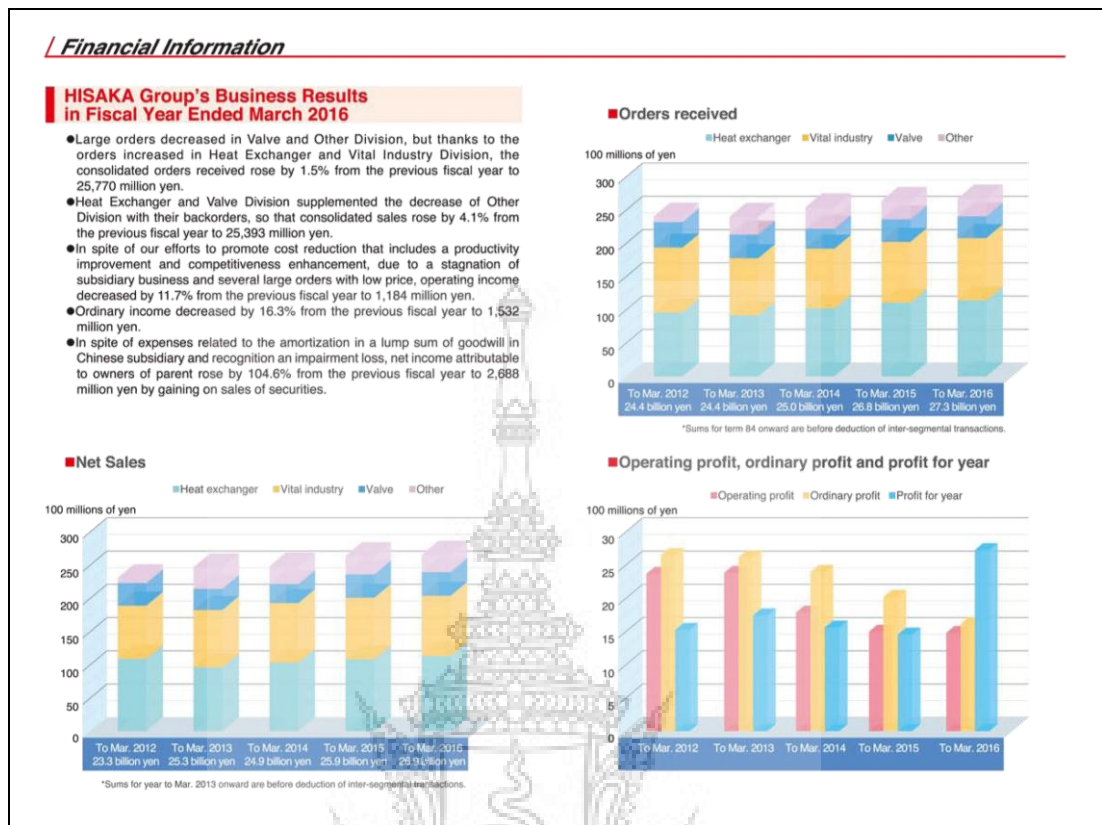 Financial Information
HISAKA Group's Business Results
in Fiscal Year Ended March 2016
●Large orders decreased in Valve and Other Division, but thanks to the
orders increased in Heat Exchanger and Vital Industry Division, the
consolidated orders received rose by 1.5% from the previous fiscal year to
25,770 million yen.
●Heat Exchanger and Valve Division supplemented the decrease of Other
Division with their backorders, so that consolidated sales rose by 4.1% from
the previous fiscal year to 25,393 million yen.
●In spite of our efforts to promote cost reduction that includes a productivity
improvement and competitiveness enhancement, due to a stagnation of
subsidiary business and several large orders with low price, operating income
decreased by 11.7% from the previous fiscal year to 1,184 million yen.
●Ordinary income decreased by 16.3% from the previous fiscal year to 1,532
million yen.
●In spite of expenses related to the amortization in a lump sum of goodwill in
Chinese subsidiary and recognition an impairment loss, net income attributable
to owners of parent rose by 104.6% from the previous fiscal year to 2,688
million yen by gaining on sales of securities.
■Orders received
■Heat exchanger ■Vital industry ■Valve ■Other
100 millions of yen
300
250
200
150
100
50
0
To Mar. 2012 To Mar. 2013 To Mar. 2014 To Mar. 2015 To Mar. 2016
24.4 billion yen 24.4 billion yen 25.0 billion yen 26.8 billion yen 27.3 billion yen
*Sums for term 84 onward are before deduction of inter-segmental transactions.
■Net Sales
■Heat exchanger ■Vital industry ■Valve ■Other
100 millions of yen
300
250
200
150
100
50
0
To Mar. 2012 To Mar. 2013 To Mar. 2014 To Mar. 2015 To Mar. 2016
23.3 billion yen 25.3 billion yen 24.9 billion yen 25.9 billion yen billion yen
*Sums for year to Mar. 2013 onward are before deduction of inter-segmental transactions.
■Operating profit, ordinary profit and profit for year
■Operating profit ■Ordinary profit ■Profit for year
100 millions of yen
30
25
20
15
10
5
0
To Mar. 2012 To Mar. 2013 To Mar. 2014 To Mar. 2015 To Mar. 2016